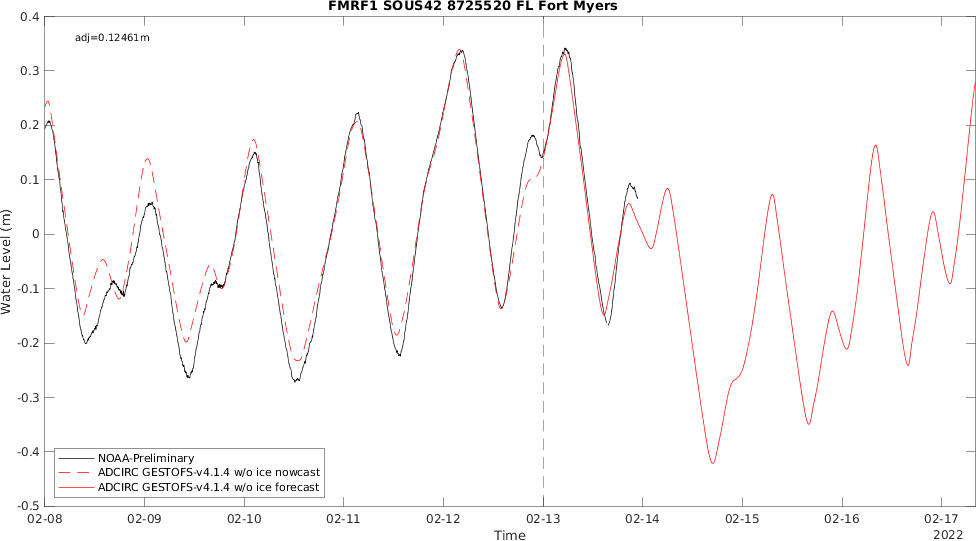 FMRF1 SOUS42 8725520 FL Fort Myers
adj=0.12461m
0.4
0.3
0.2
0.1
0
-0.1
-0.2
-0.3
-0.4
-0.5
Water Level (m)
NOAA-Preliminary
ADCIRC GESTOFS-v4.1.4 w/o ice nowcast
ADCIRC GESTOFS-v4.1.4 w/o ice forecast
02-08 02-09 02-10 02-11 02-12 02-13 02-14 02-15 02-16 02-17
Time
2022